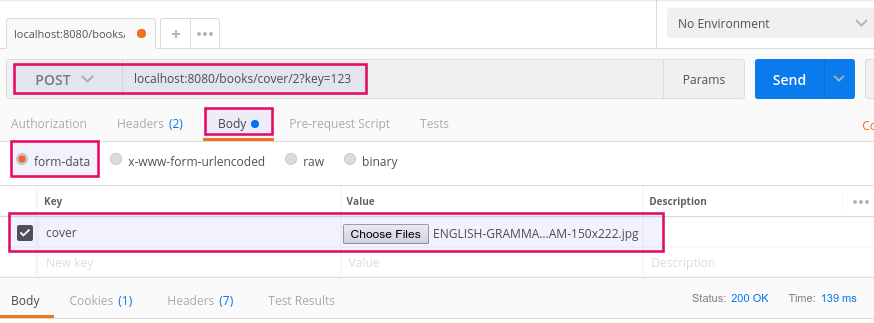 localhost:8080/books/
No Environment
POST localhost:8080/books/cover/2?key=123 Params Send
Authorization Headers (2) Body Pre-request Script Tests Co
form-data x-www-form-urlencoded raw binary
Key Value Description
cover Choose Files ENGLISH-GRAMMA...AM-150x222.jpg
New key Value Description
Body Cookies (1) Headers (7) Test Results Status: 200 OK Time: 139 ms